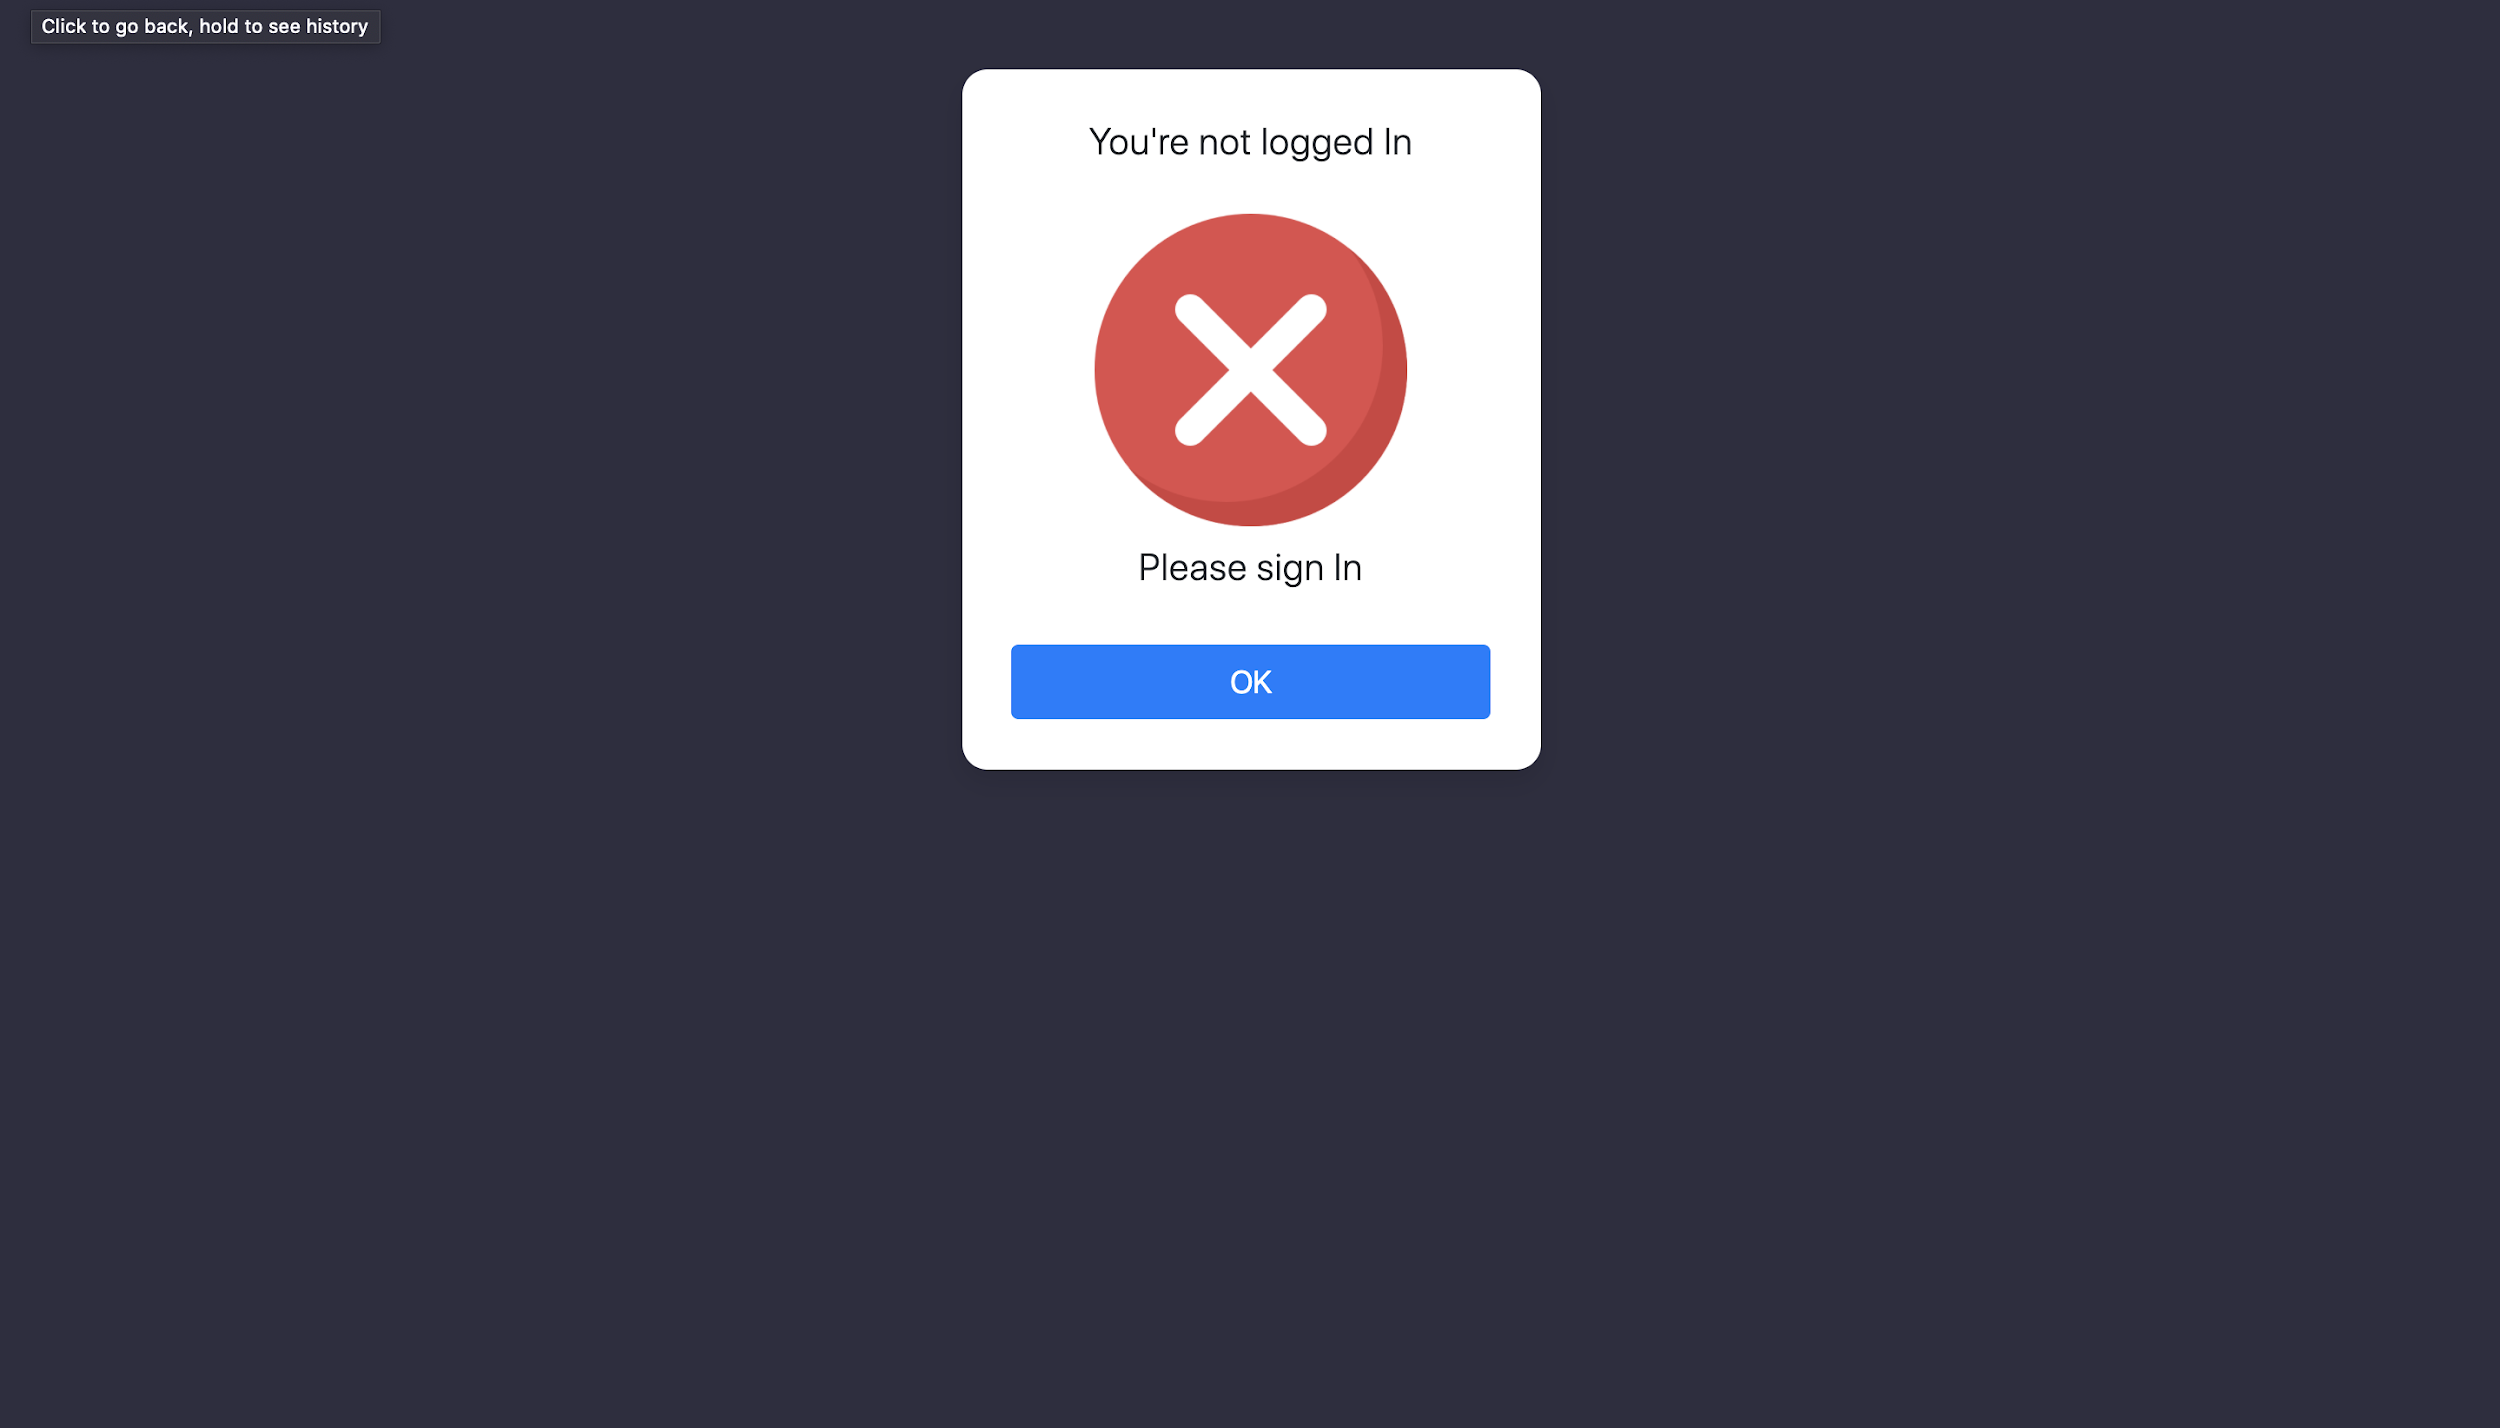 Click to go back, hold to see history
You're not logged In
Please sign In
OK